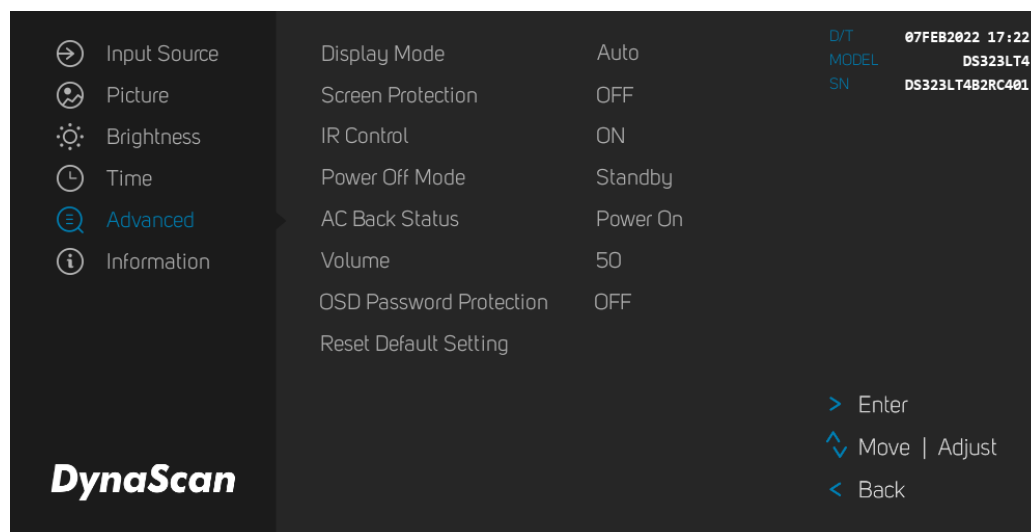 Input Source
Picture
Brightness
Time
Advanced
Information
DynaScan
Display Mode Auto
Screen Protection OFF
IR Control ON
Power Off Mode Standby
AC Back Status Power On
Volume 50
OSD Password Protection OFF
Reset Default Setting
D/T 07FEB2022 17:22
MODEL DS323LT4
SN DS323LT4B2RC401
> Enter
Move | Adjust
< Back